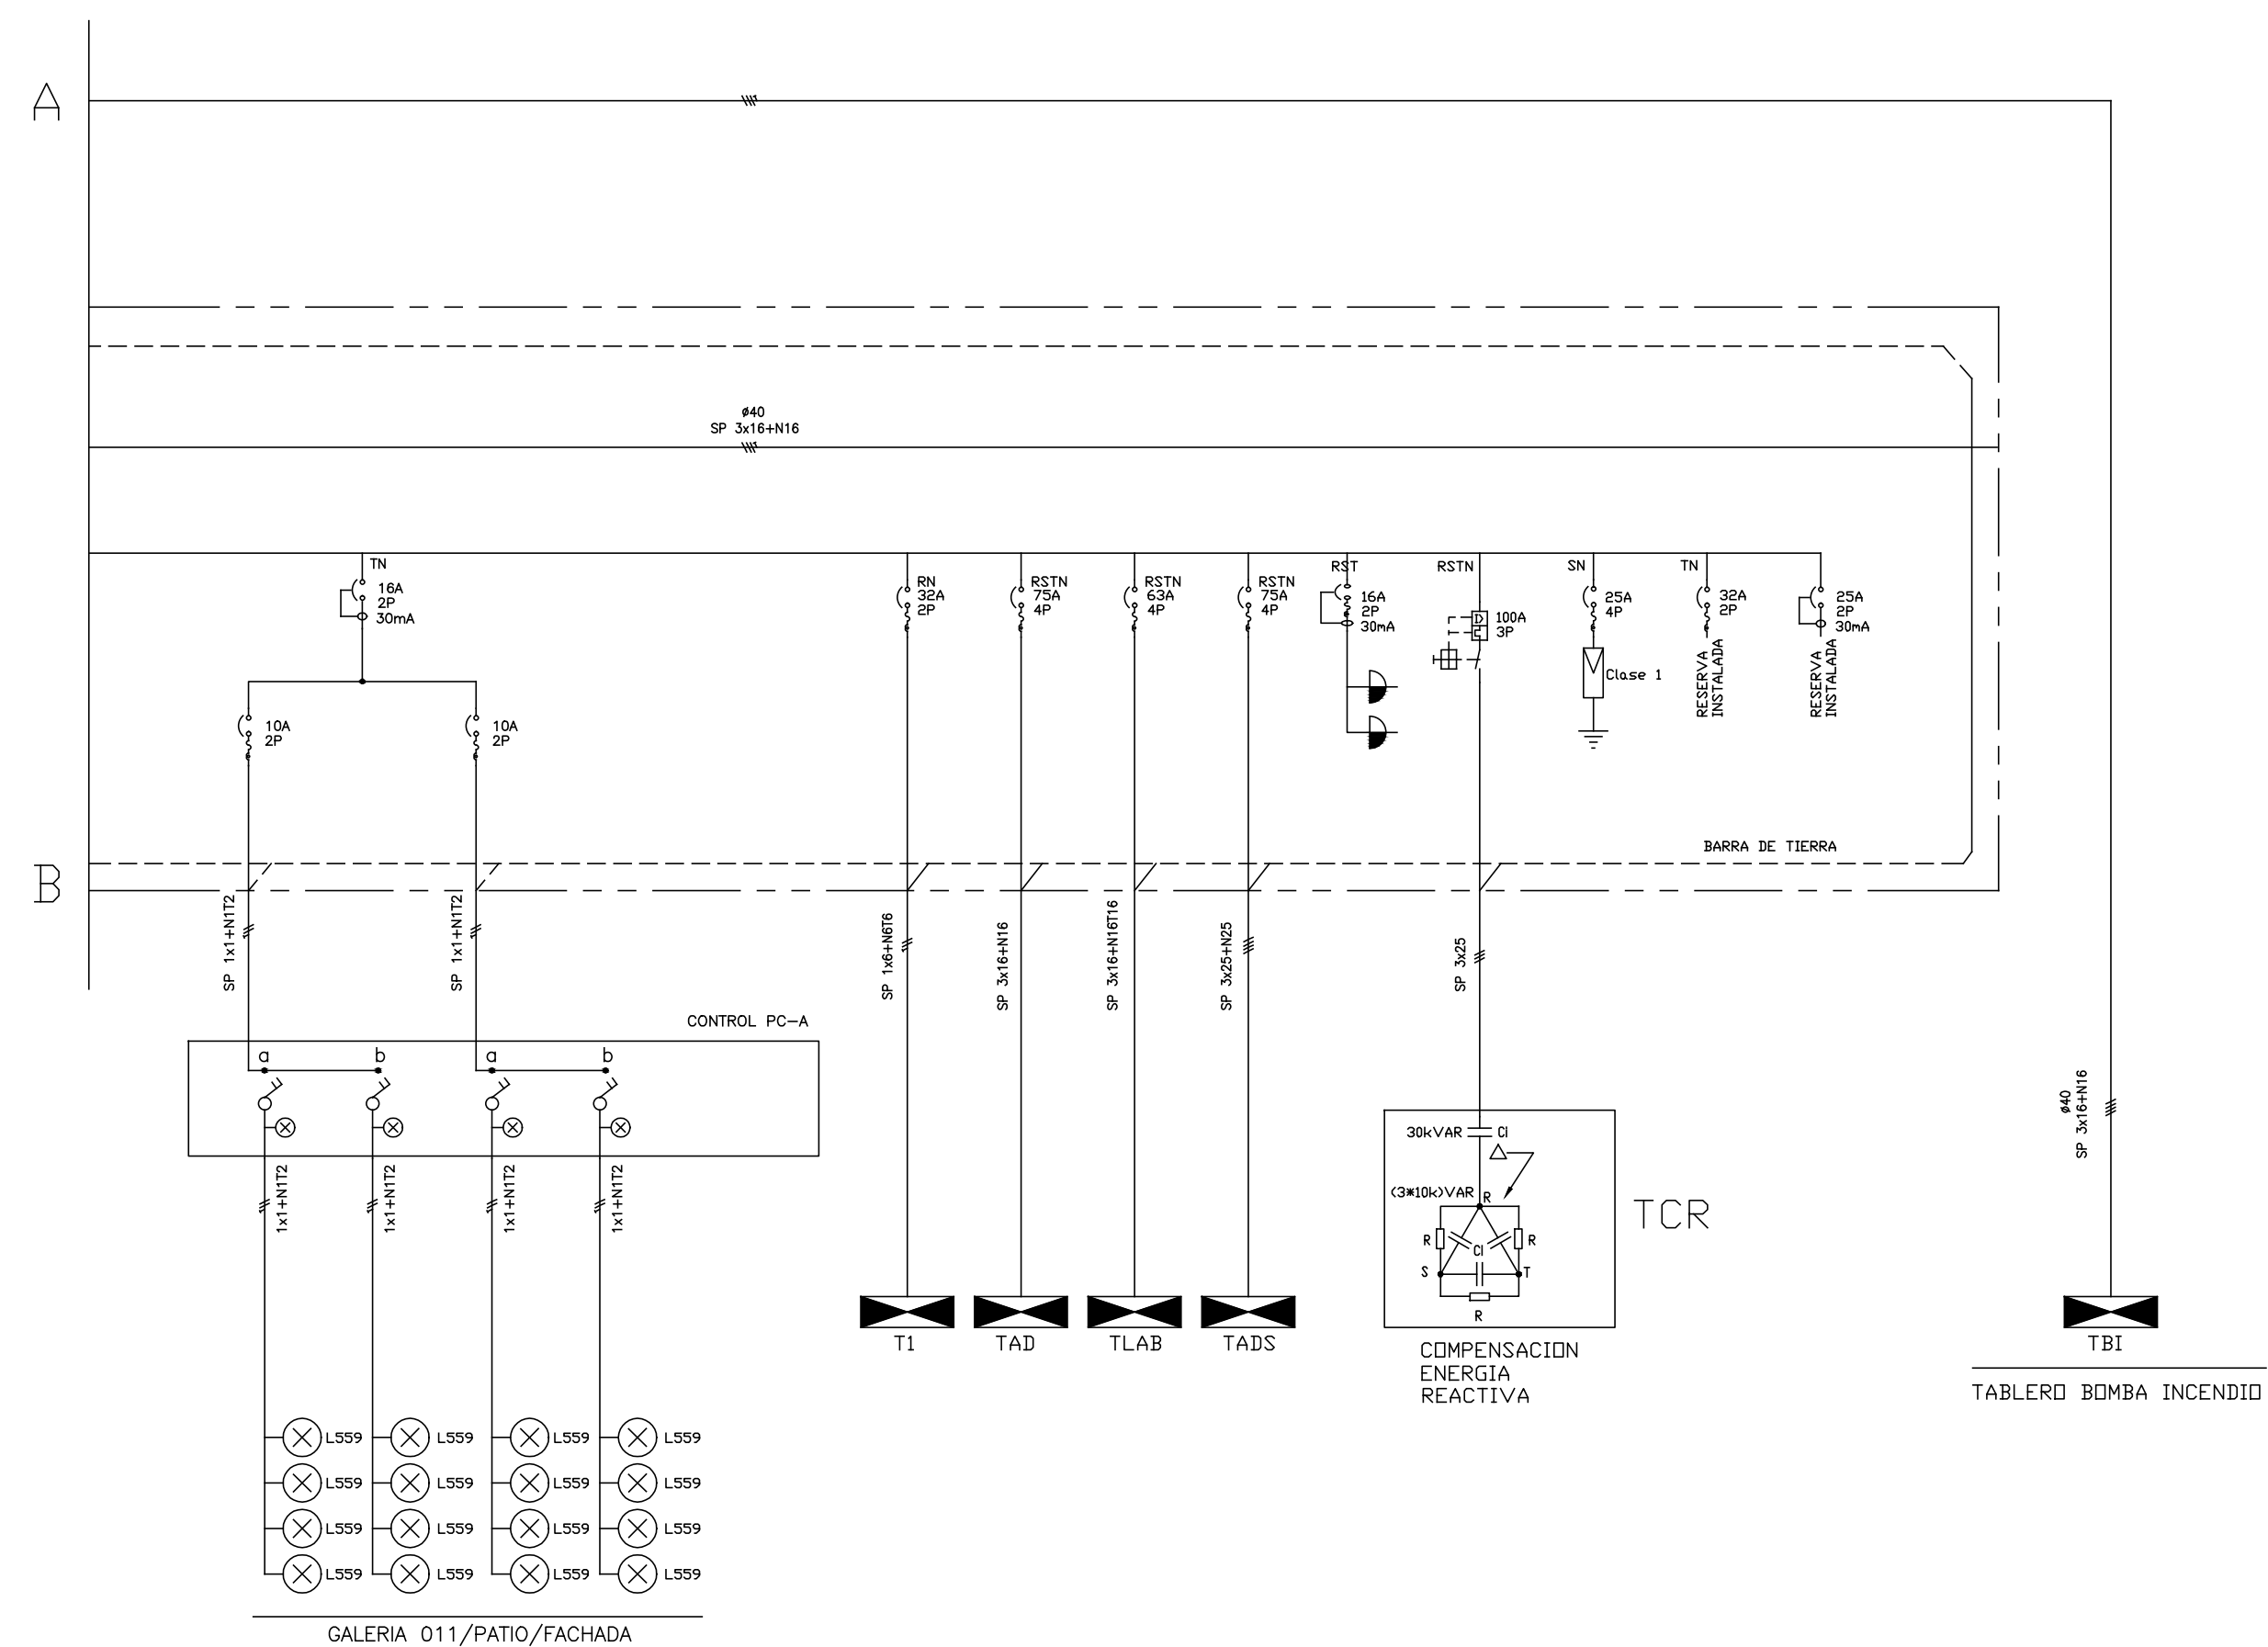 A
ø40
SP 3x16+N16
TN
16A
2P
30mA
RN
32A
2P
RSTN
75A
4P
RSTN
63A
4P
RSTN
75A
4P
RST
16A
2P
30mA
RSTN
100A
3P
SN
25A
4P
Clase 1
TN
32A
2P
RESERVA
INSTALADA
25A
2P
30mA
RESERVA
INSTALADA
10A
2P
10A
2P
BARRA DE TIERRA
B
SP 1x1+N1T2
SP 1x1+N1T2
SP 1x6+N6T6
SP 3x16+N16
SP 3x16+N16T16
SP 3x25+N25
SP 3x25
CONTROL PC-A
a
b
a
b
1x1+N1T2
1x1+N1T2
1x1+N1T2
1x1+N1T2
ø40
SP 3x16+N16
30kVAR
Ci
(3*10k)VAR
R
R
Ci
R
S
T
R
TCR
T1
TAD
TLAB
TADS
COMPENSACION
ENERGIA
REACTIVA
TBI
TABLERO BOMBA INCENDIO
L559 L559 L559 L559
L559 L559 L559 L559
L559 L559 L559 L559
L559 L559 L559 L559
GALERIA 011/PATIO/FACHADA